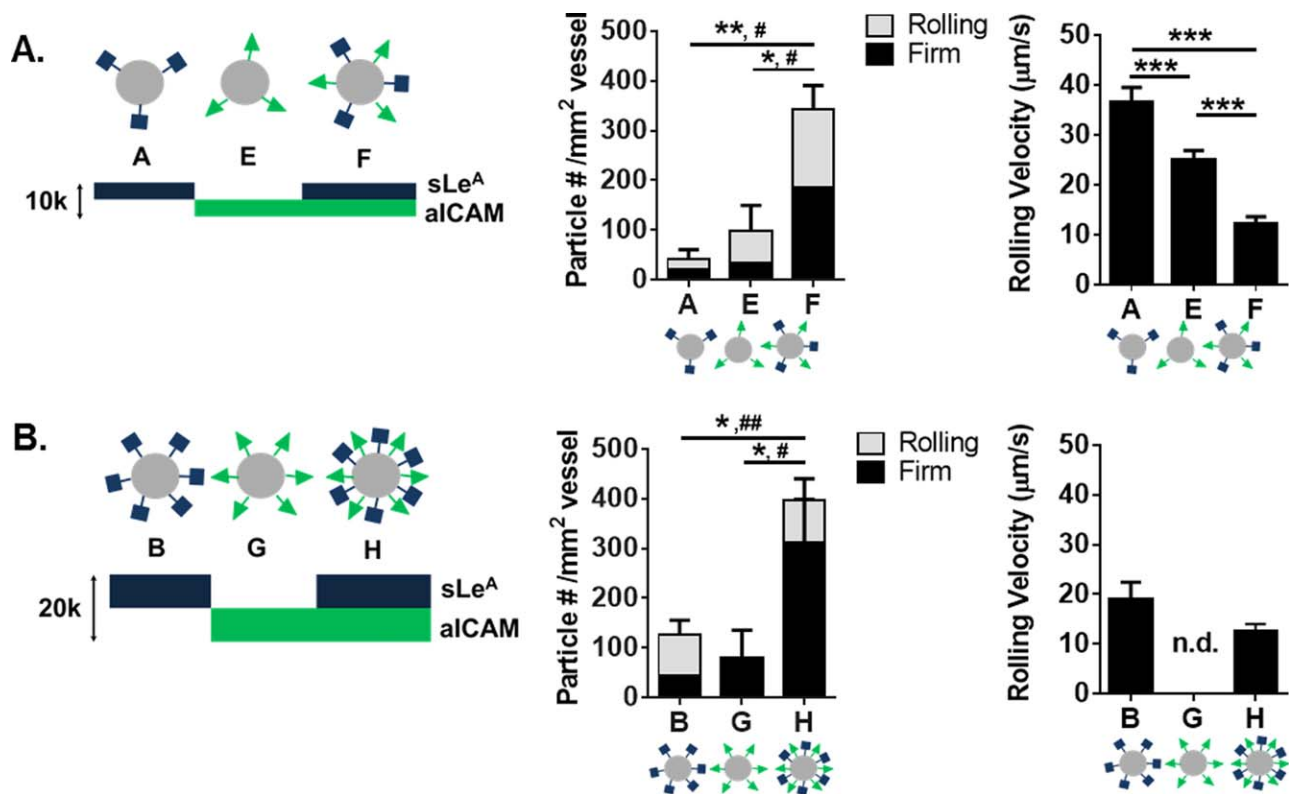 A.
A E F
10k
sLeᴬ
aICAM
Particle # /mm² vessel
500
400
300
200
100
0
**, #
*, #
Rolling
Firm
A E F
Rolling Velocity (µm/s)
50
40
30
20
10
0
***
***
***
A E F
B.
B G H
20k
sLeᴬ
aICAM
Particle # /mm² vessel
500
400
300
200
100
0
* ,##
*, #
Rolling
Firm
B G H
Rolling Velocity (µm/s)
50
40
30
20
10
0
n.d.
B G H